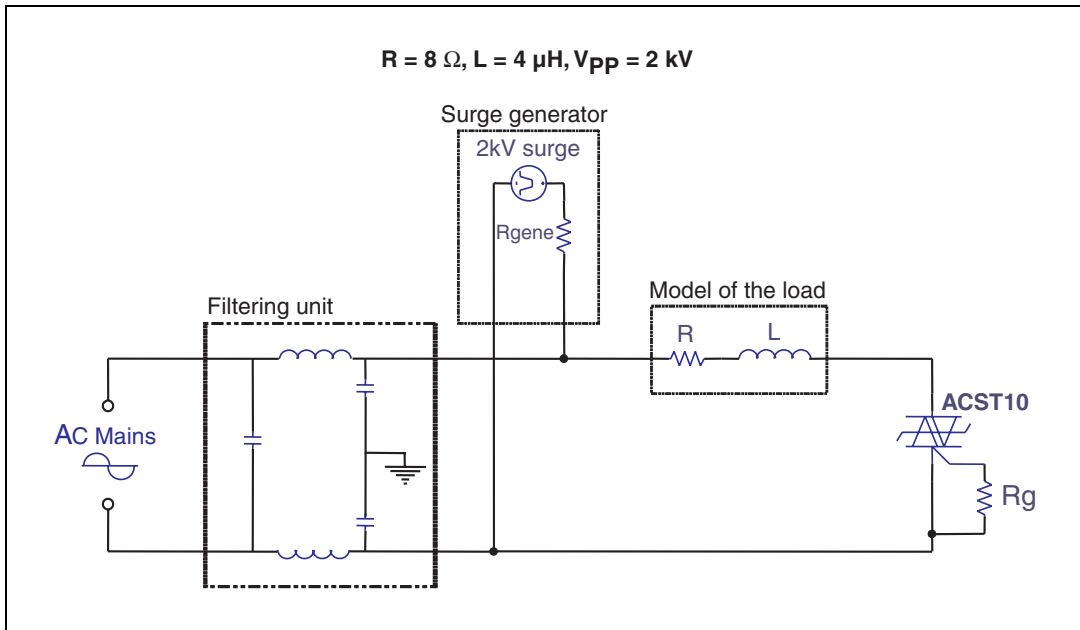 R = 8 Ω, L = 4 µH, VPP = 2 kV
Surge generator
2kV surge
Rgene
Filtering unit
Model of the load
R
L
ACST10
AC Mains
Rg